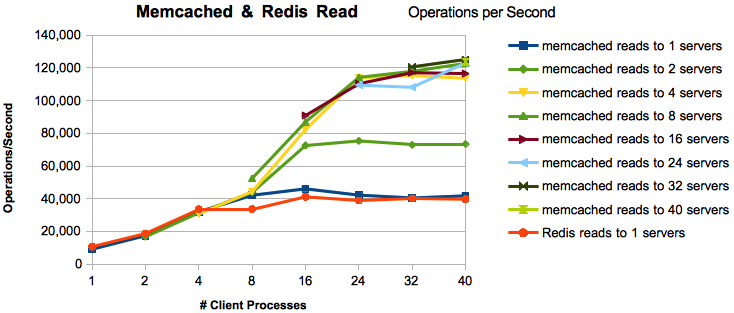 Memcached & Redis Read Operations per Second
140,000
120,000
100,000
80,000
60,000
40,000
20,000
0
Operations/Second
1 2 4 8 16 24 32 40
# Client Processes
memcached reads to 1 servers
memcached reads to 2 servers
memcached reads to 4 servers
memcached reads to 8 servers
memcached reads to 16 servers
memcached reads to 24 servers
memcached reads to 32 servers
memcached reads to 40 servers
Redis reads to 1 servers